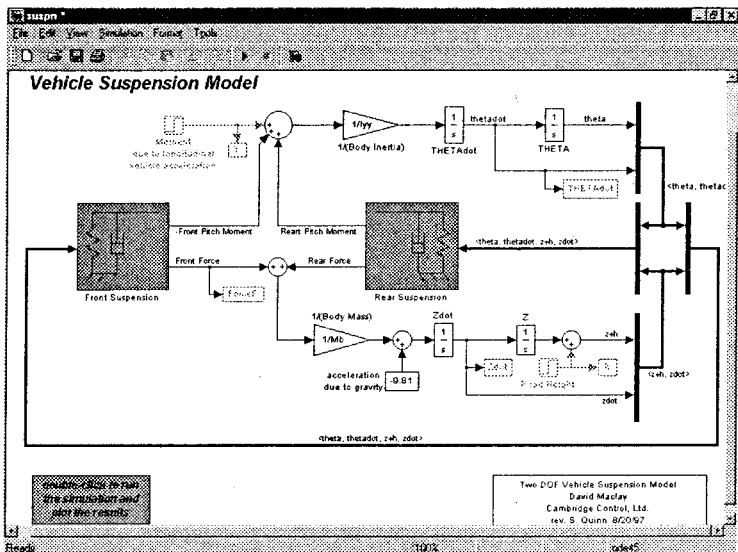 suspn *
File Edit View Simulation Format Tools
Vehicle Suspension Model
Moment
due to longitudinal
vehicle acceleration
Y
1/Iyy
1/(Body Inertia)
1
s
THETAdot
thetadot
1
s
THETA
theta
THETAdot
<theta, thetadc
-Front Pitch Moment
Reart Pitch Moment
<theta, thetadot, z+h, zdot>
Front Force
Rear Force
ForceF
Front Suspension
Rear Suspension
1/(Body Mass)
1/Mb
acceleration
due to gravity
-9.81
Zdot
1
s
Z
1
s
Zdot
Road Height
h
z+h
zdot
<z+h, zdot>
<theta, thetadot, z+h, zdot>
double-click to run
the simulation and
plot the results
Two DOF Vehicle Suspension Model
David Maclay
Cambridge Control, Ltd.
rev. S. Quinn 8/20/97
Ready
100%
ode45